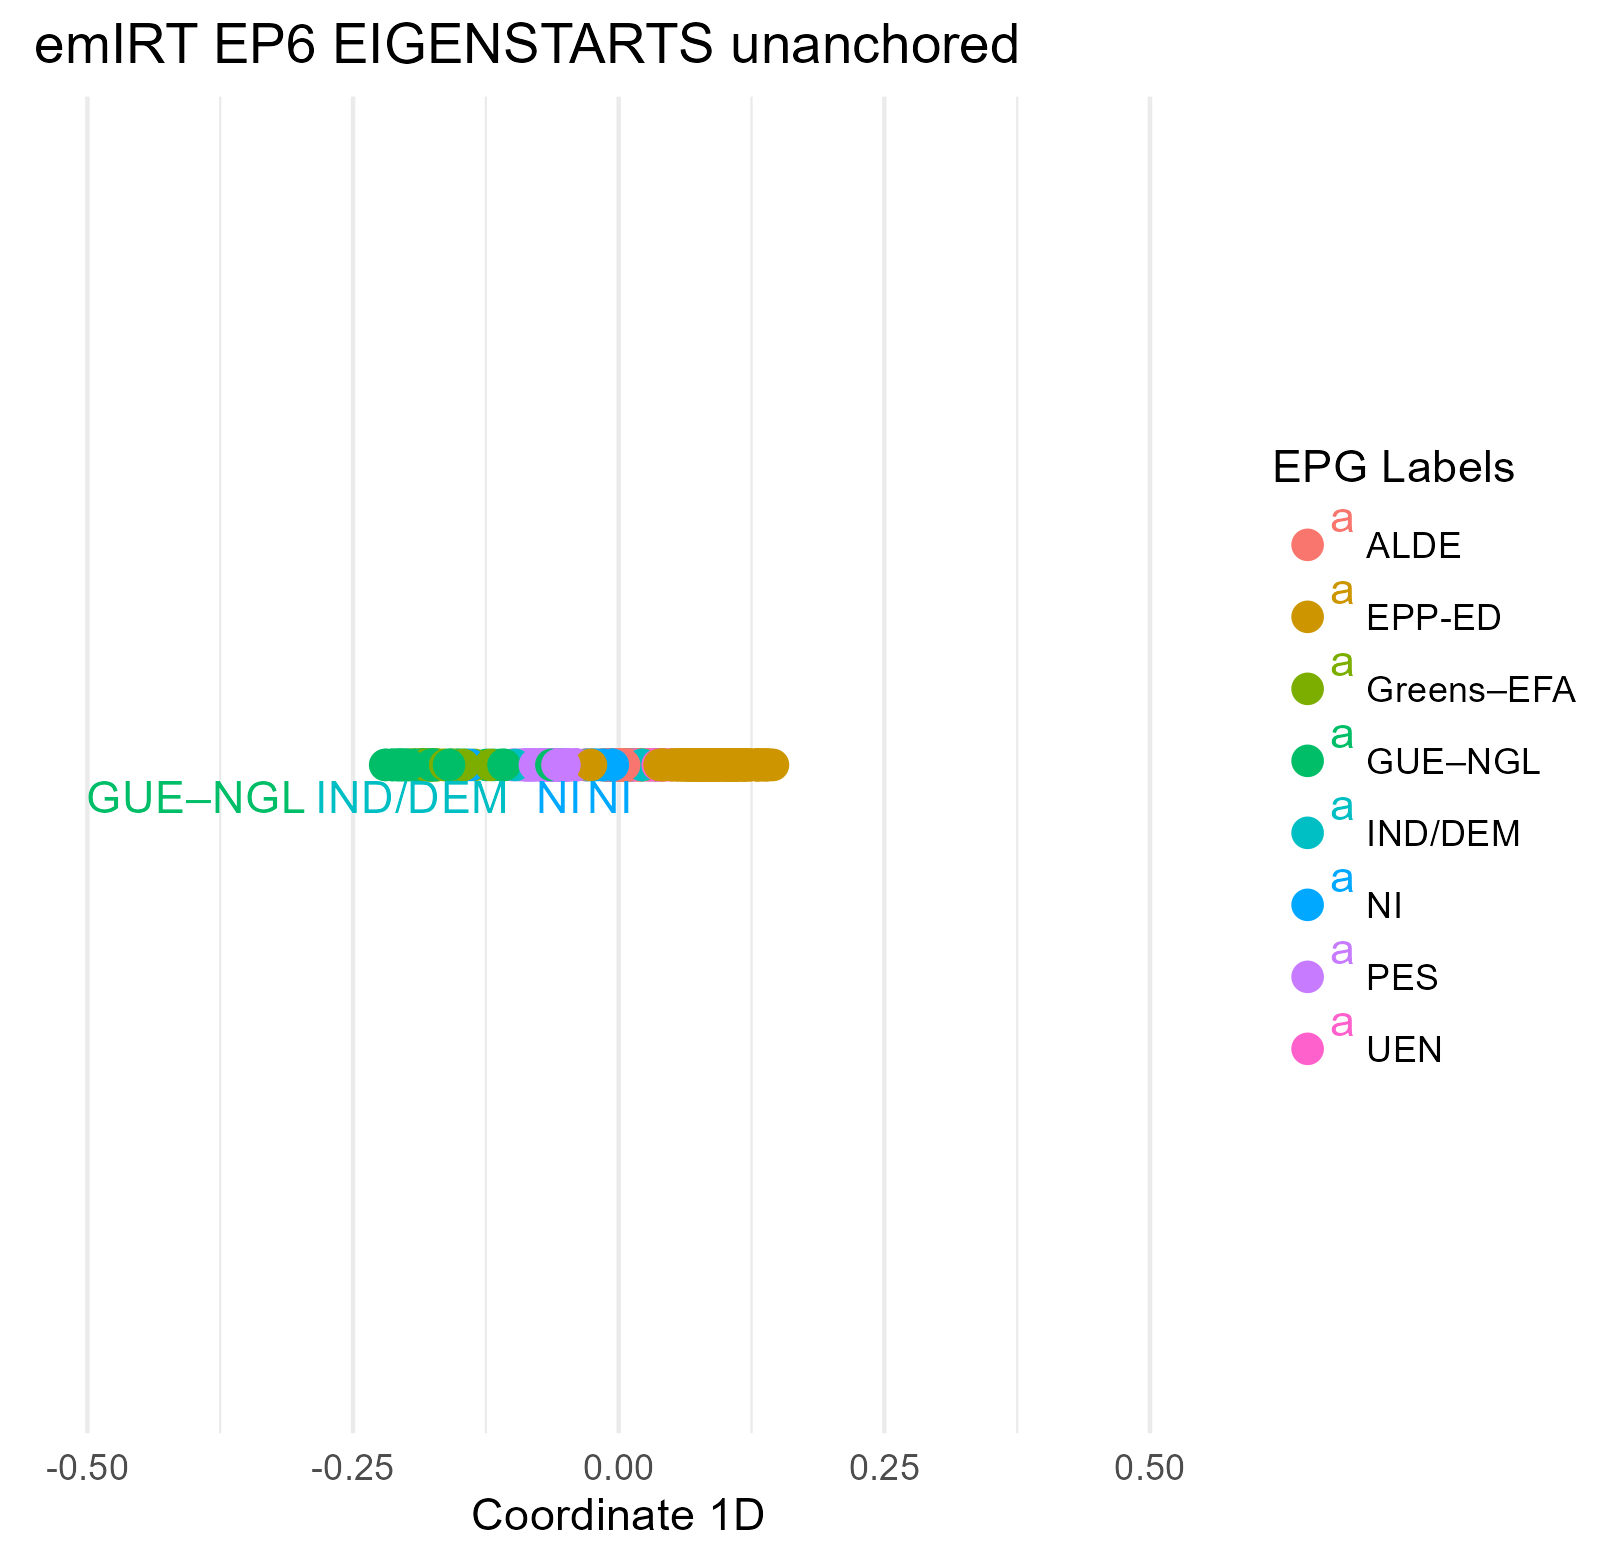 emIRT EP6 EIGENSTARTS unanchored
GUE–NGL IND/DEM NI NI
EPG Labels
a ALDE
a EPP-ED
a Greens–EFA
a GUE–NGL
a IND/DEM
a NI
a PES
a UEN
-0.50 -0.25 0.00 0.25 0.50
Coordinate 1D